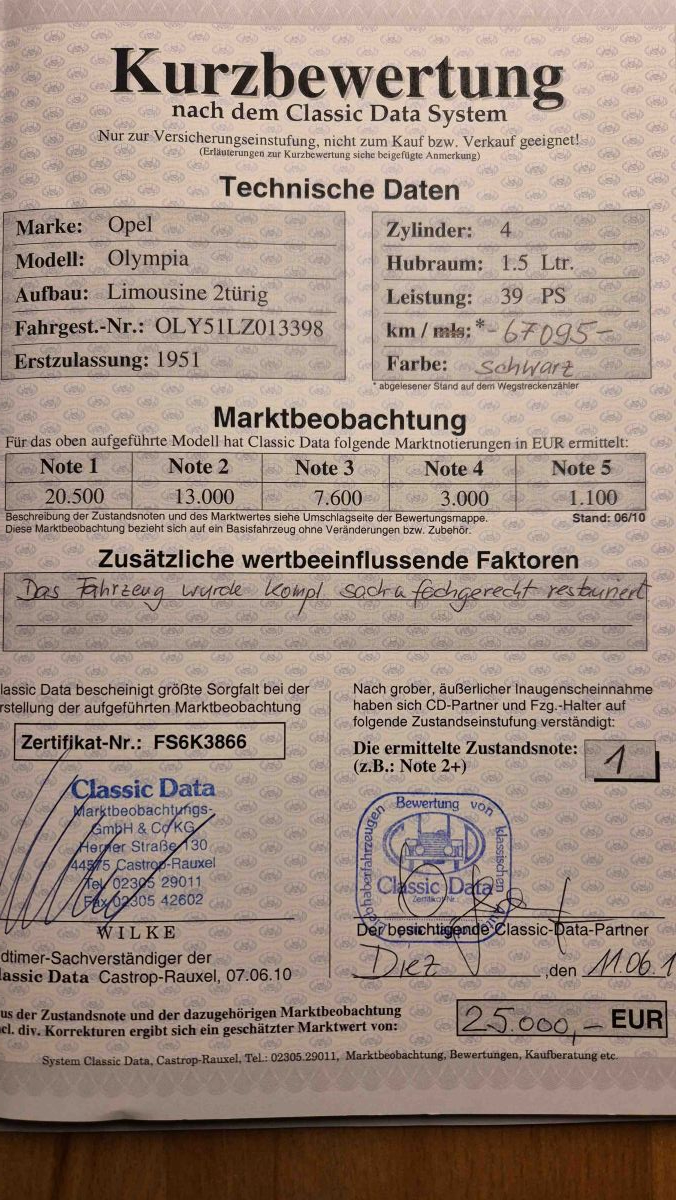 Kurzbewertung
nach dem Classic Data System
Nur zur Versicherungseinstufung, nicht zum Kauf bzw. Verkauf geeignet!
(Erläuterungen zur Kurzbewertung siehe beigefügte Anmerkung)
Technische Daten
Marke: Opel
Modell: Olympia
Aufbau: Limousine 2türig
Fahrgest.-Nr.: OLY51LZ013398
Erstzulassung: 1951
Zylinder: 4
Hubraum: 1.5 Ltr.
Leistung: 39 PS
km / mls: * - 67095 -
Farbe: schwarz
* abgelesener Stand auf dem Wegstreckenzähler
Marktbeobachtung
Für das oben aufgeführte Modell hat Classic Data folgende Marktnotierungen in EUR ermittelt:
Note 1 Note 2 Note 3 Note 4 Note 5
20.500 13.000 7.600 3.000 1.100
Beschreibung der Zustandsnoten und des Marktwertes siehe Umschlagseite der Bewertungsmappe. Stand: 06/10
Diese Marktbeobachtung bezieht sich auf ein Basisfahrzeug ohne Veränderungen bzw. Zubehör.
Zusätzliche wertbeeinflussende Faktoren
Das Fahrzeug wurde kompl sach u fachgerecht restauriert
lassic Data bescheinigt größte Sorgfalt bei der
rstellung der aufgeführten Marktbeobachtung
Zertifikat-Nr.: FS6K3866
Classic Data
Marktbeobachtungs-
GmbH & Co KG
Herner Straße 130
44575 Castrop-Rauxel
Tel. 02305 29011
Fax 02305 42602
WILKE
dtimer-Sachverständiger der
lassic Data Castrop-Rauxel, 07.06.10
Nach grober, äußerlicher Inaugenscheinnahme
haben sich CD-Partner und Fzg.-Halter auf
folgende Zustandseinstufung verständigt:
Die ermittelte Zustandsnote: 1
(z.B.: Note 2+)
Bewertung von klassischen
Liebhaberfahrzeugen
Classic Data
Zertifikat Nr.
Der besichtigende Classic-Data-Partner
Diez ,den 11.06.1
us der Zustandsnote und der dazugehörigen Marktbeobachtung
cl. div. Korrekturen ergibt sich ein geschätzter Marktwert von: 25.000,- EUR
System Classic Data, Castrop-Rauxel, Tel.: 02305.29011, Marktbeobachtung, Bewertungen, Kaufberatung etc.